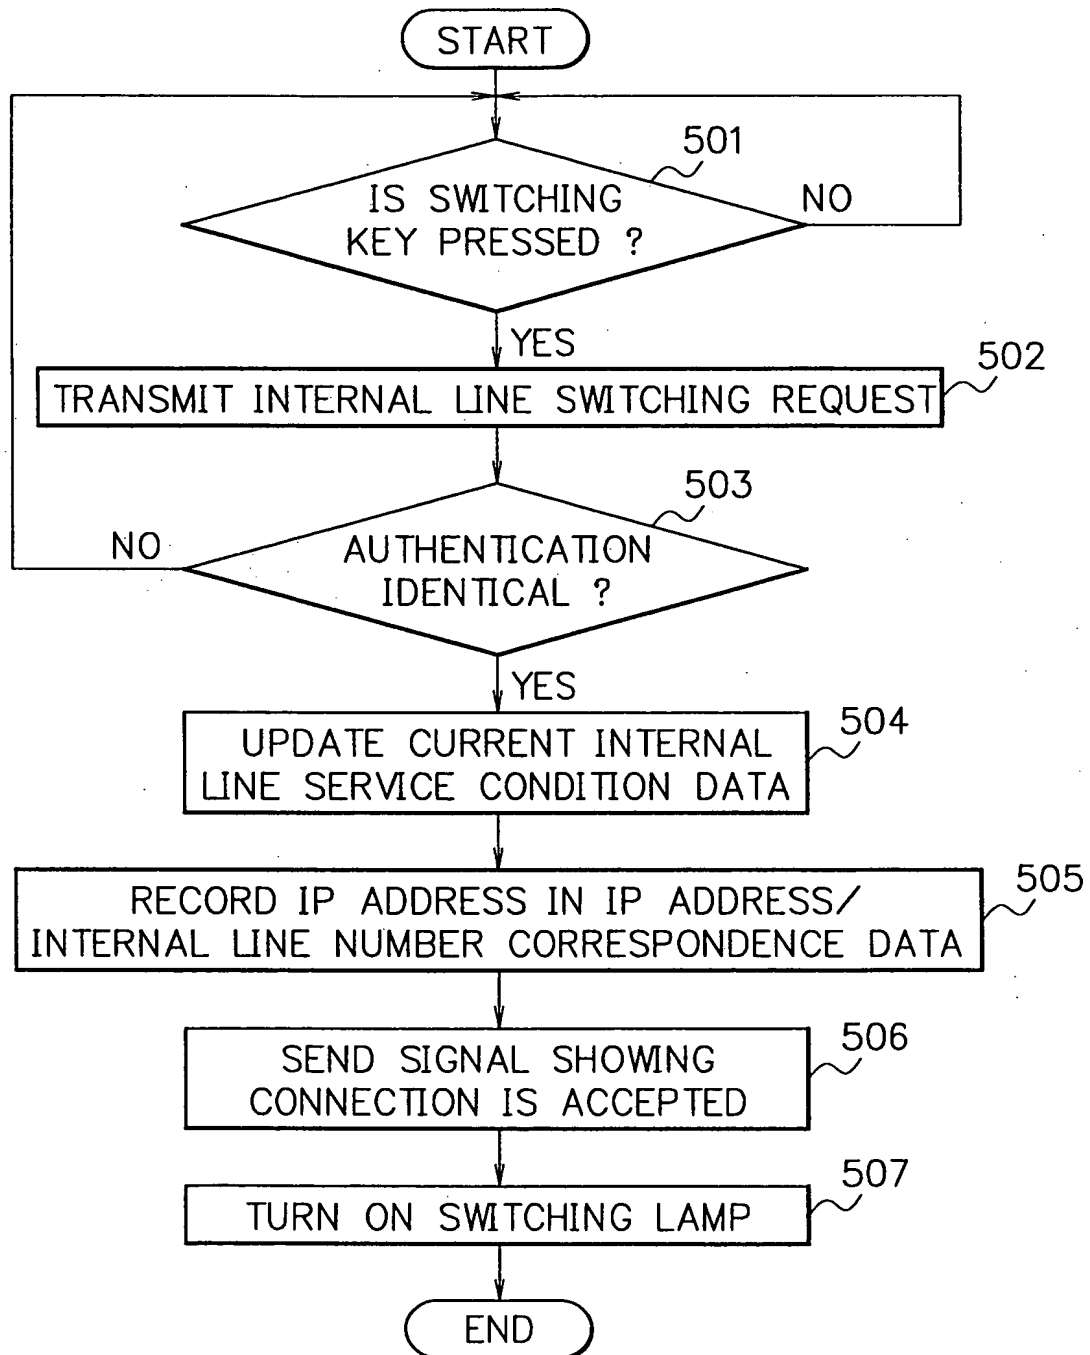 START
501
IS SWITCHING
KEY PRESSED ?
NO
YES
502
TRANSMIT INTERNAL LINE SWITCHING REQUEST
503
NO
AUTHENTICATION
IDENTICAL ?
YES
504
UPDATE CURRENT INTERNAL
LINE SERVICE CONDITION DATA
505
RECORD IP ADDRESS IN IP ADDRESS/
INTERNAL LINE NUMBER CORRESPONDENCE DATA
506
SEND SIGNAL SHOWING
CONNECTION IS ACCEPTED
507
TURN ON SWITCHING LAMP
END